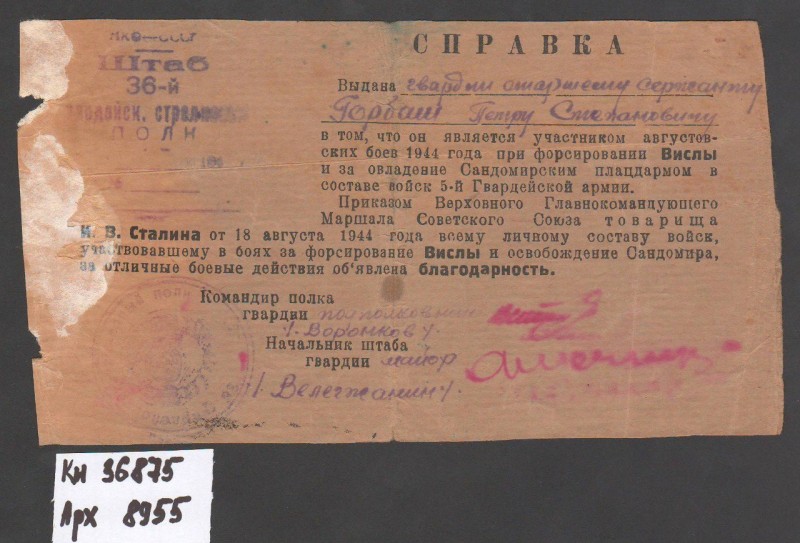 НКО—СССР
Штаб
36-й
ПОЛК
СПРАВКА
Выдана гвардии старшему сержанту
Горбаш Петру Степановичу
в том, что он является участником августов-
ских боев 1944 года при форсировании Вислы
и за овладение Сандомирским плацдармом в
составе войск 5-й Гвардейской армии.
Приказом Верховного Главнокомандующего
Маршала Советского Союза товарища
И. В. Сталина от 18 августа 1944 года всему личному составу войск,
участвовавшему в боях за форсирование Вислы и освобождение Сандомира,
за отличные боевые действия об'явлена благодарность.
Командир полка
гвардии подполковник
/Воронков/
Начальник штаба
гвардии майор
/Велегжанин/
Кн 36875
Арх 8955